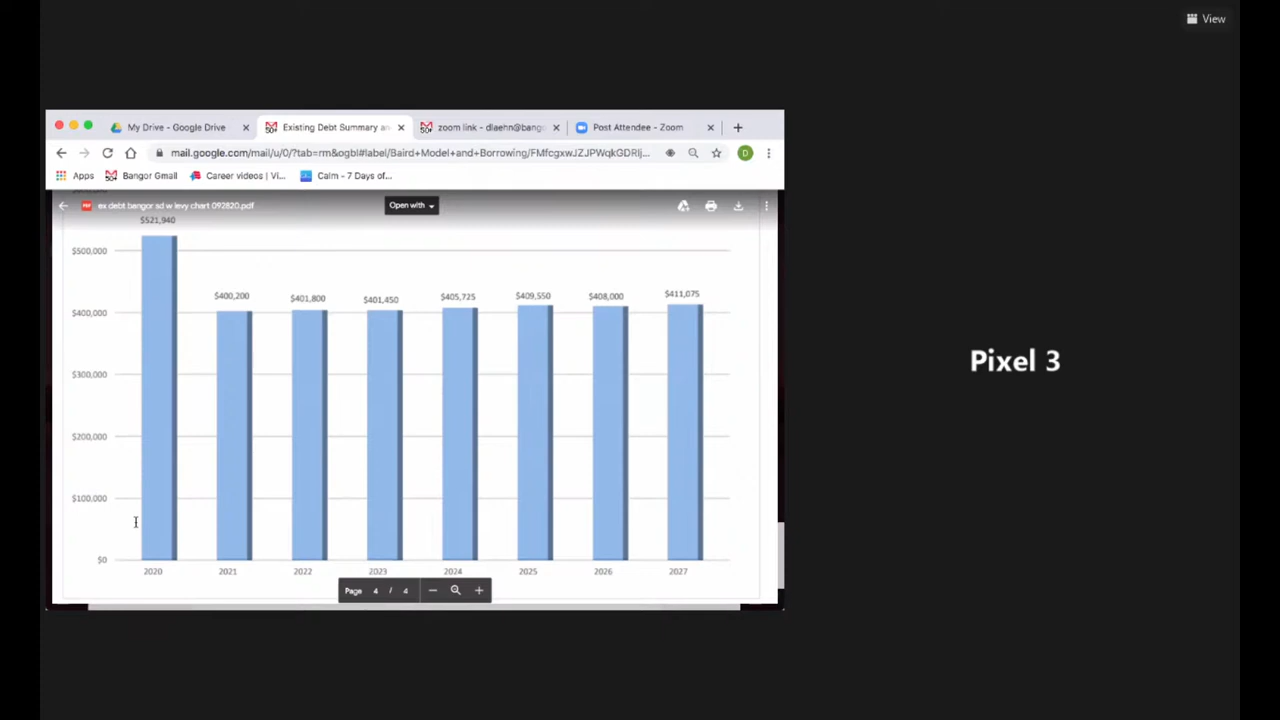 View
My Drive - Google Drive
Existing Debt Summary an
zoom link - dlaehn@bang
Post Attendee - Zoom
mail.google.com/mail/u/0/?tab=rm&ogbl#label/Baird+Model+and+Borrowing/FMfcgxwJZJPWqkGDRlj...
D
Apps
Bangor Gmail
Career videos | Vi...
Calm - 7 Days of...
ex debt bangor sd w levy chart 092820.pdf
Open with
$521,940
$500,000
$400,200
$401,800
$401,450
$405,725
$409,550
$408,000
$411,075
$400,000
$300,000
$200,000
$100,000
$0
2020
2021
2022
2023
2024
2025
2026
2027
Page 4 / 4
Pixel 3